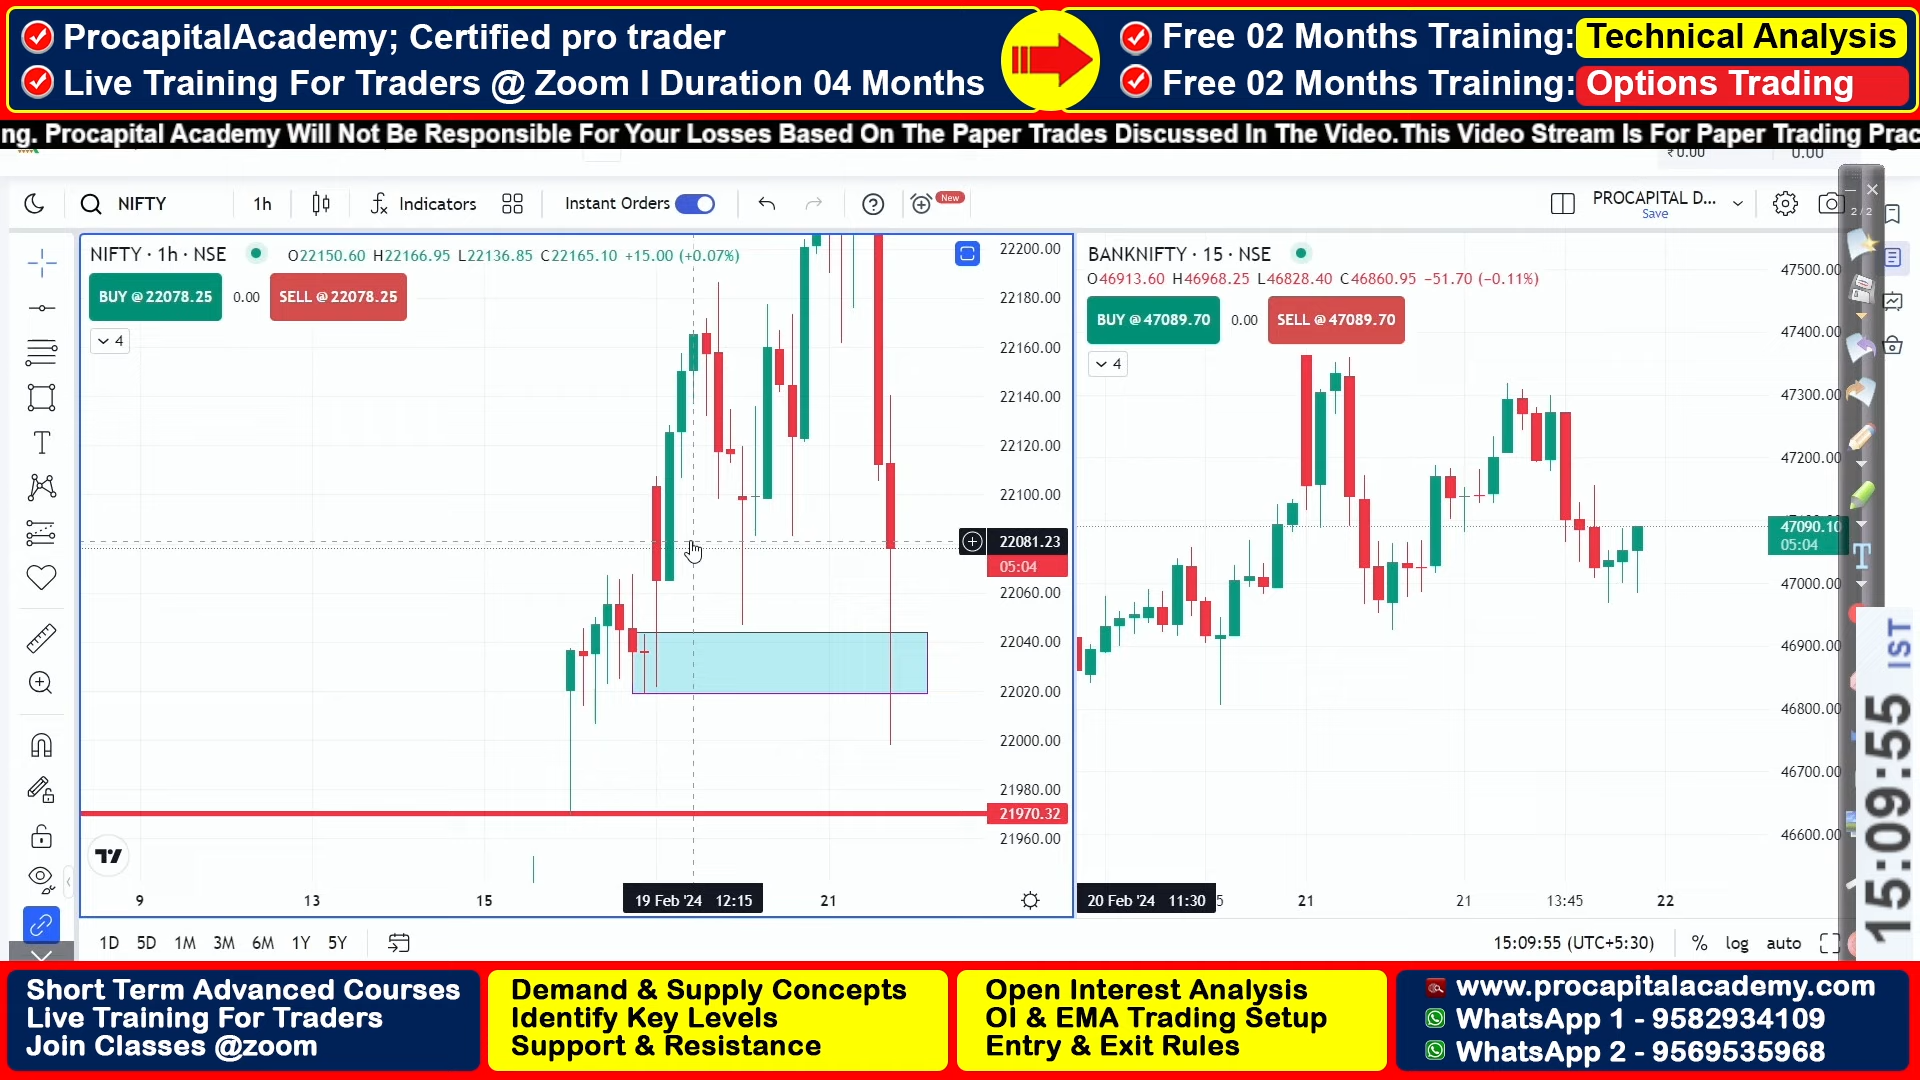 ProcapitalAcademy; Certified pro trader
Live Training For Traders @ Zoom I Duration 04 Months
Free 02 Months Training: Technical Analysis
Free 02 Months Training: Options Trading
ng. Procapital Academy Will Not Be Responsible For Your Losses Based On The Paper Trades Discussed In The Video.This Video Stream Is For Paper Trading Prac
₹0.00 0.00
NIFTY 1h Indicators Instant Orders New PROCAPITAL D... Save
2/2
NIFTY · 1h · NSE O22150.60 H22166.95 L22136.85 C22165.10 +15.00 (+0.07%)
BUY @ 22078.25 0.00 SELL @ 22078.25
4
22200.00
22180.00
22160.00
22140.00
22120.00
22100.00
22081.23
05:04
22060.00
22040.00
22020.00
22000.00
21980.00
21970.32
21960.00
9 13 15 19 Feb '24 12:15 21
BANKNIFTY · 15 · NSE
O46913.60 H46968.25 L46828.40 C46860.95 −51.70 (−0.11%)
BUY @ 47089.70 0.00 SELL @ 47089.70
4
47500.00
47400.00
47300.00
47200.00
47090.10
05:04
47000.00
46900.00
46800.00
46700.00
46600.00
20 Feb '24 11:30 5 21 21 13:45 22
15:09:55 IST
1D 5D 1M 3M 6M 1Y 5Y
15:09:55 (UTC+5:30) % log auto
Short Term Advanced Courses
Live Training For Traders
Join Classes @zoom
Demand & Supply Concepts
Identify Key Levels
Support & Resistance
Open Interest Analysis
OI & EMA Trading Setup
Entry & Exit Rules
www.procapitalacademy.com
WhatsApp 1 - 9582934109
WhatsApp 2 - 9569535968